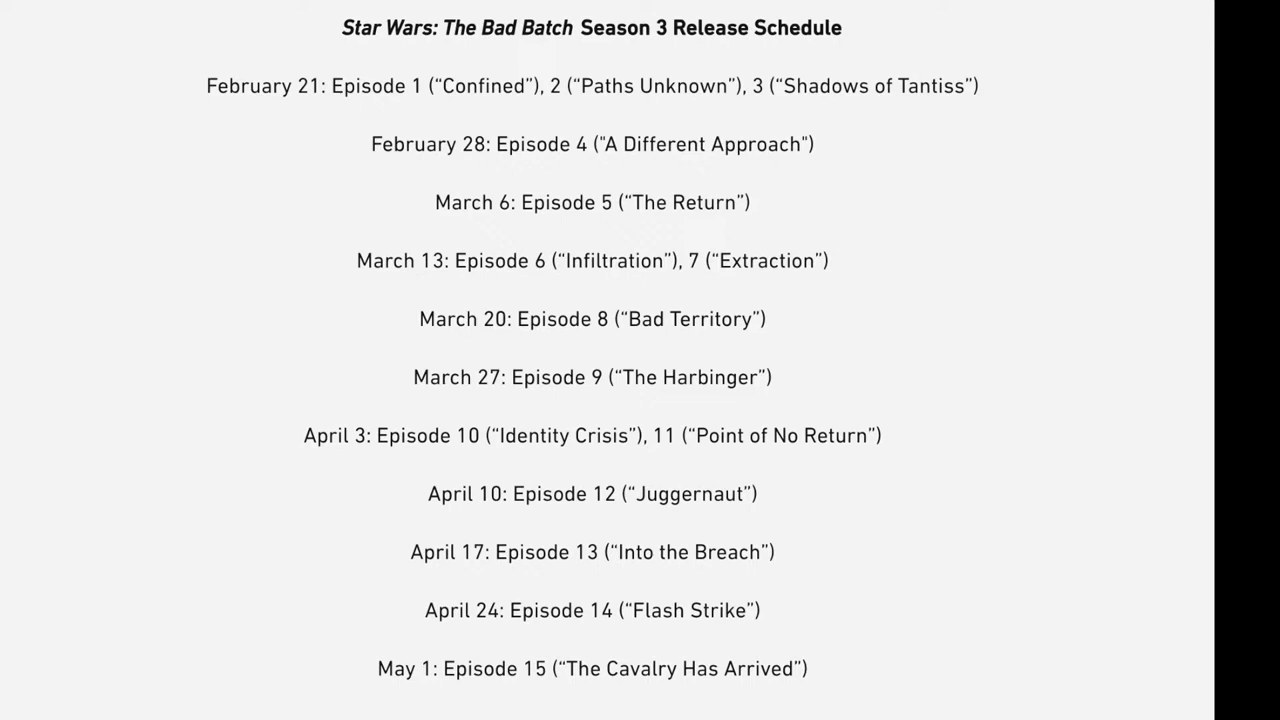 Star Wars: The Bad Batch Season 3 Release Schedule
February 21: Episode 1 (“Confined”), 2 (“Paths Unknown”), 3 (“Shadows of Tantiss”)
February 28: Episode 4 ("A Different Approach")
March 6: Episode 5 (“The Return”)
March 13: Episode 6 (“Infiltration”), 7 (“Extraction”)
March 20: Episode 8 (“Bad Territory”)
March 27: Episode 9 (“The Harbinger”)
April 3: Episode 10 (“Identity Crisis”), 11 (“Point of No Return”)
April 10: Episode 12 (“Juggernaut”)
April 17: Episode 13 (“Into the Breach”)
April 24: Episode 14 (“Flash Strike”)
May 1: Episode 15 (“The Cavalry Has Arrived”)